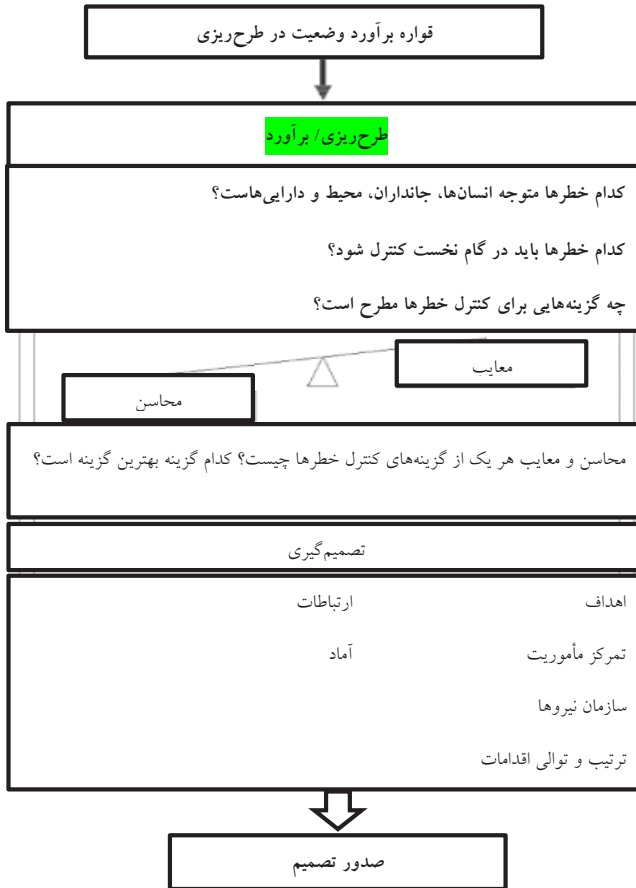 قواره برآورد وضعیت در طرح‌ریزی
طرح‌ریزی/ برآورد
کدام خطرها متوجه انسان‌ها، جانداران، محیط و دارایی‌هاست؟
کدام خطرها باید در گام نخست کنترل شود؟
چه گزینه‌هایی برای کنترل خطرها مطرح است؟
معایب
محاسن
محاسن و معایب هر یک از گزینه‌های کنترل خطرها چیست؟ کدام گزینه بهترین گزینه است؟
تصمیم‌گیری
اهداف
تمرکز مأموریت
سازمان نیروها
ترتیب و توالی اقدامات
ارتباطات
آماد
صدور تصمیم